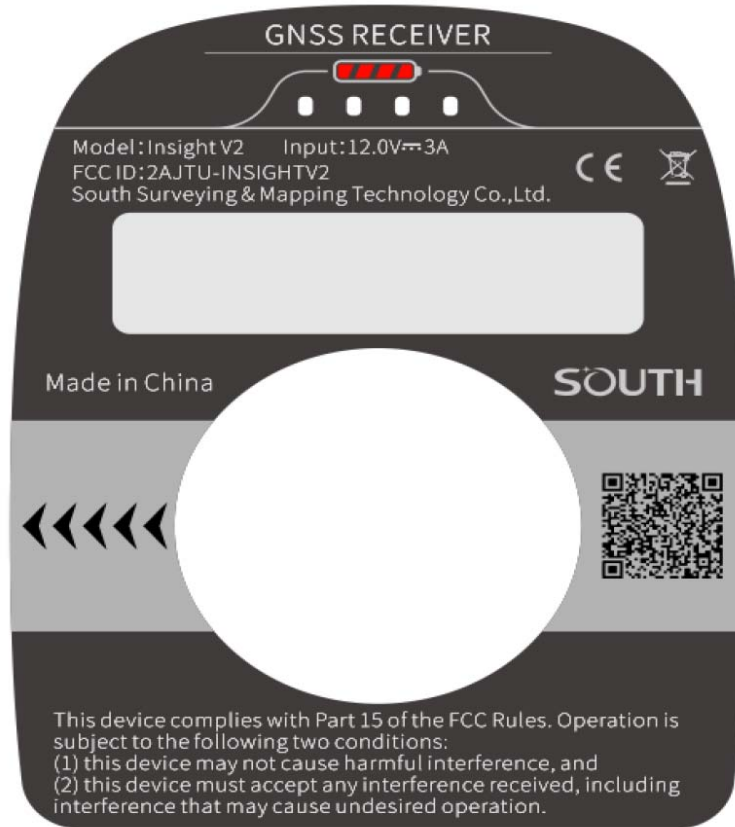 GNSS RECEIVER
Model:Insight V2 Input:12.0V⎓3A
FCC ID:2AJTU-INSIGHTV2
South Surveying & Mapping Technology Co.,Ltd.
CE
Made in China
SOUTH
This device complies with Part 15 of the FCC Rules. Operation is
subject to the following two conditions:
(1) this device may not cause harmful interference, and
(2) this device must accept any interference received, including
interference that may cause undesired operation.